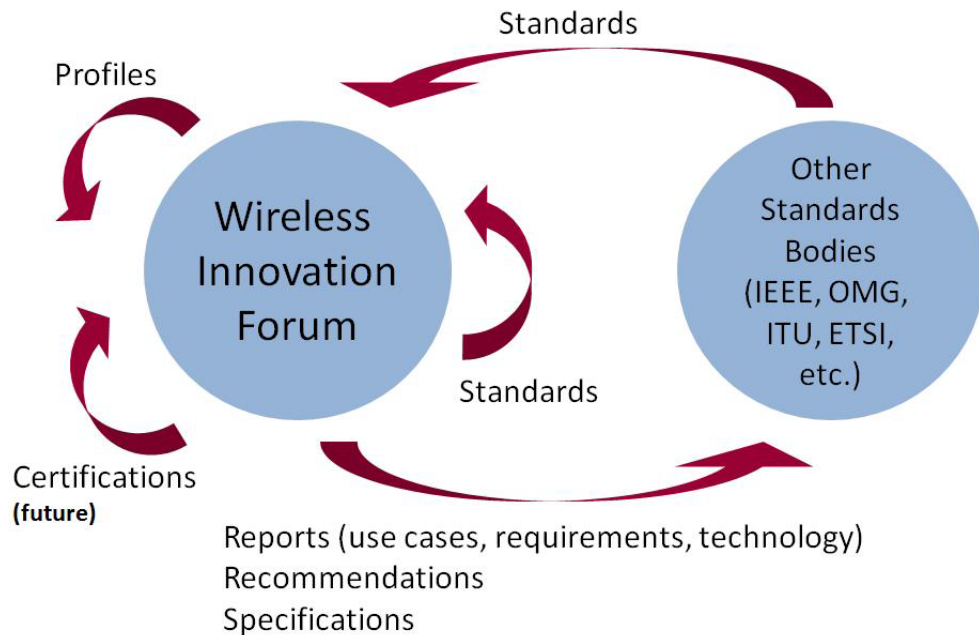 Standards
Profiles
Wireless
Innovation
Forum
Other
Standards
Bodies
(IEEE, OMG,
ITU, ETSI,
etc.)
Standards
Certifications
(future)
Reports (use cases, requirements, technology)
Recommendations
Specifications